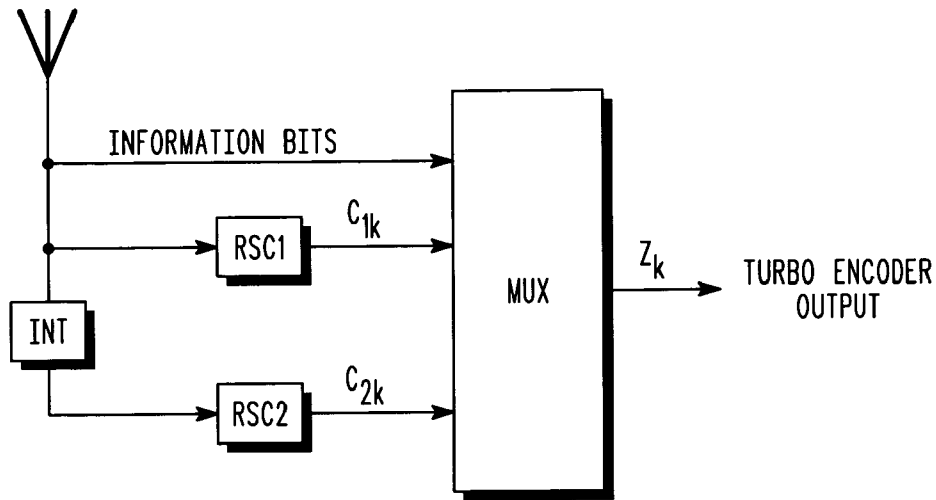 INFORMATION BITS
C1k
RSC1
Zk
MUX
TURBO ENCODER
OUTPUT
INT
C2k
RSC2